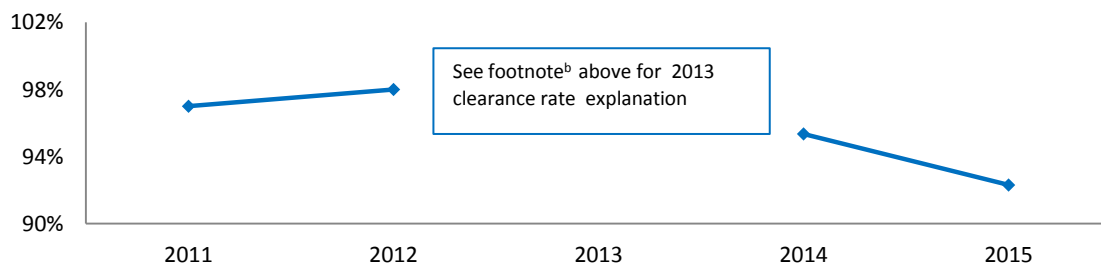 102%
98%
94%
90%
See footnoteᵇ above for 2013
clearance rate explanation
2011 2012 2013 2014 2015